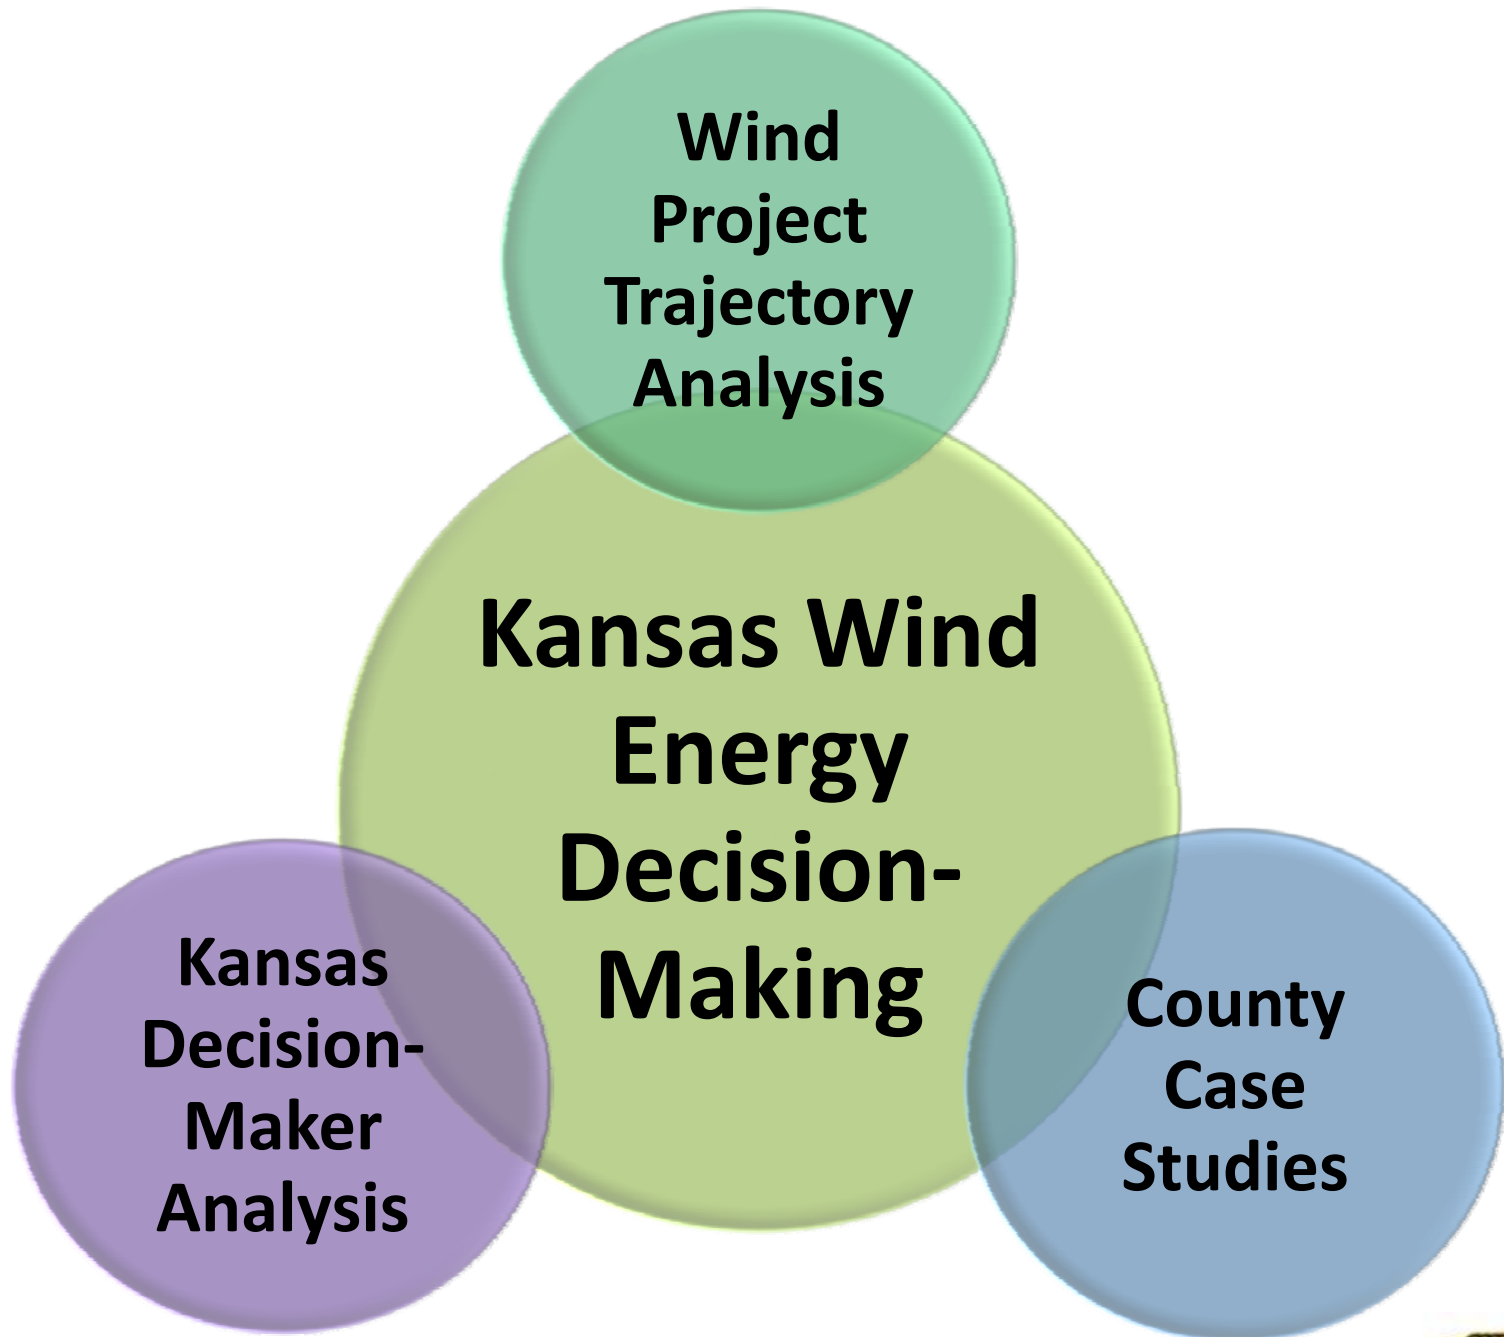 Wind
Project
Trajectory
Analysis
Kansas Wind
Energy
Decision-
Making
Kansas
Decision-
Maker
Analysis
County
Case
Studies